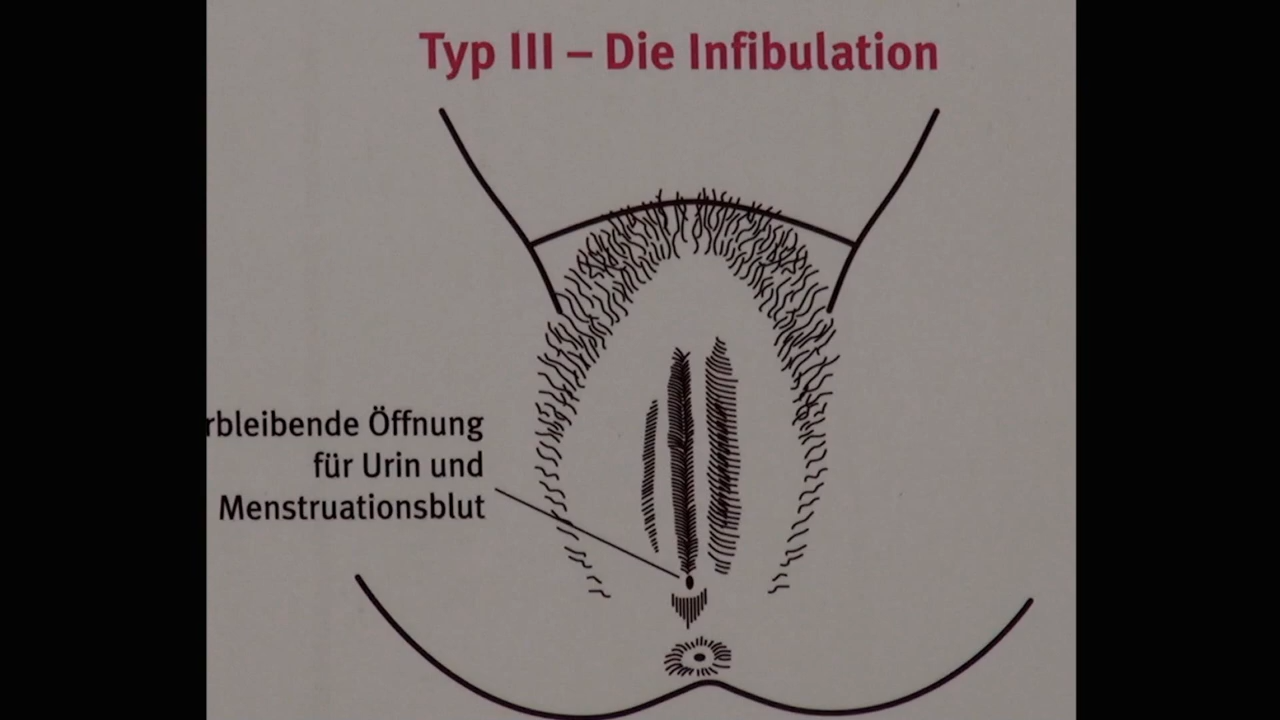 Typ III – Die Infibulation
rbleibende Öffnung
für Urin und
Menstruationsblut